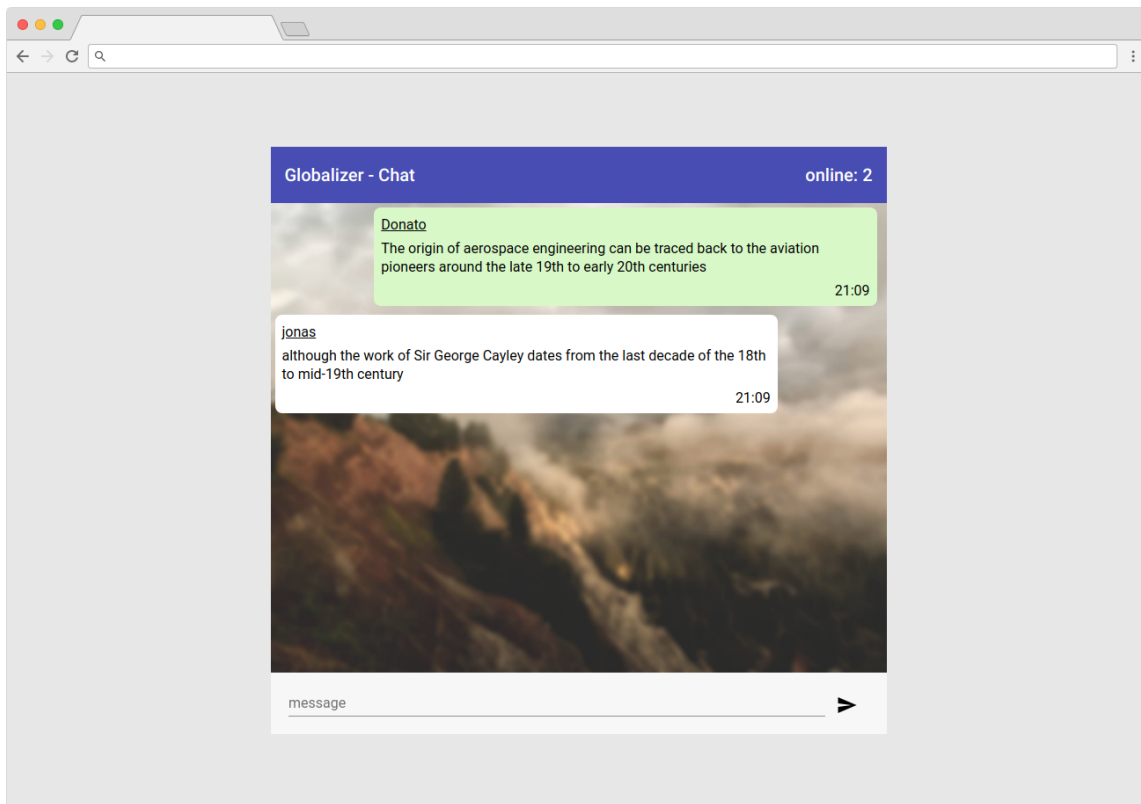 Globalizer - Chat
online: 2
Donato
The origin of aerospace engineering can be traced back to the aviation
pioneers around the late 19th to early 20th centuries
21:09
jonas
although the work of Sir George Cayley dates from the last decade of the 18th
to mid-19th century
21:09
message